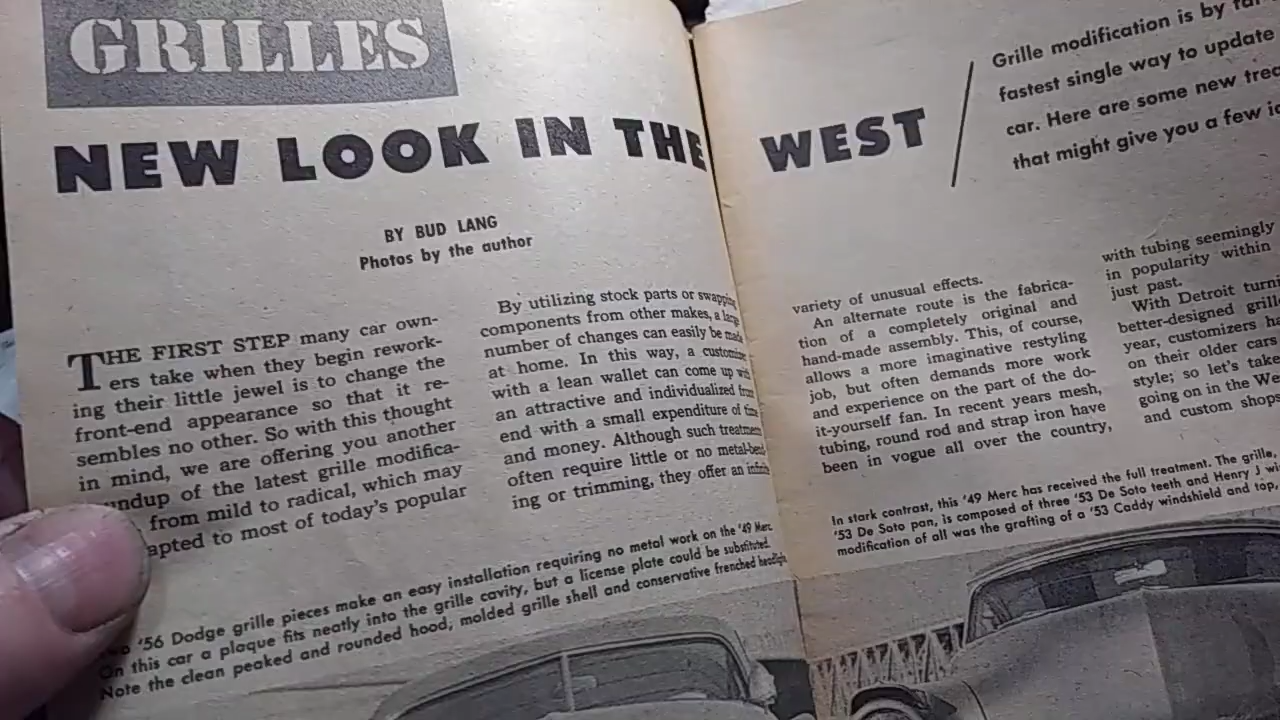 GRILLES
NEW LOOK IN THE WEST
BY BUD LANG
Photos by the author
Grille modification is by
fastest single way to update
car. Here are some new
that might give you a few
THE FIRST STEP many car own-
ers take when they begin rework-
ing their little jewel is to change the
front-end appearance so that it re-
sembles no other. So with this thought
in mind, we are offering you another
of the latest grille modifica-
from mild to radical, which may
to most of today's popular
By utilizing stock parts or swapping
components from other makes, a large
number of changes can easily be made
at home. In this way, a customizer
with a lean wallet can come up with
an attractive and individualized front
end with a small expenditure of time
and money. Although such treatments
often require little or no metal-bend-
ing or trimming, they offer an infinite
variety of unusual effects.
An alternate route is the fabrica-
tion of a completely original and
hand-made assembly. This, of course,
allows a more imaginative restyling
job, but often demands more work
and experience on the part of the do-
it-yourself fan. In recent years mesh,
tubing, round rod and strap iron have
been in vogue all over the country,
with tubing seemingly
in popularity within
just past.
With Detroit
better-designed
year, customizers
on their older cars
style; so let's take
going on in the
and custom shops
'56 Dodge grille pieces make an easy installation requiring no metal work on the '49 Merc.
On this car a plaque fits neatly into the grille cavity, but a license plate could be substituted.
Note the clean peaked and rounded hood, molded grille shell and conservative frenched headlights
In stark contrast, this '49 Merc has received the full treatment. The grille,
'53 De Soto pan, is composed of three '53 De Soto teeth and Henry J
modification of all was the grafting of a '53 Caddy windshield and top,